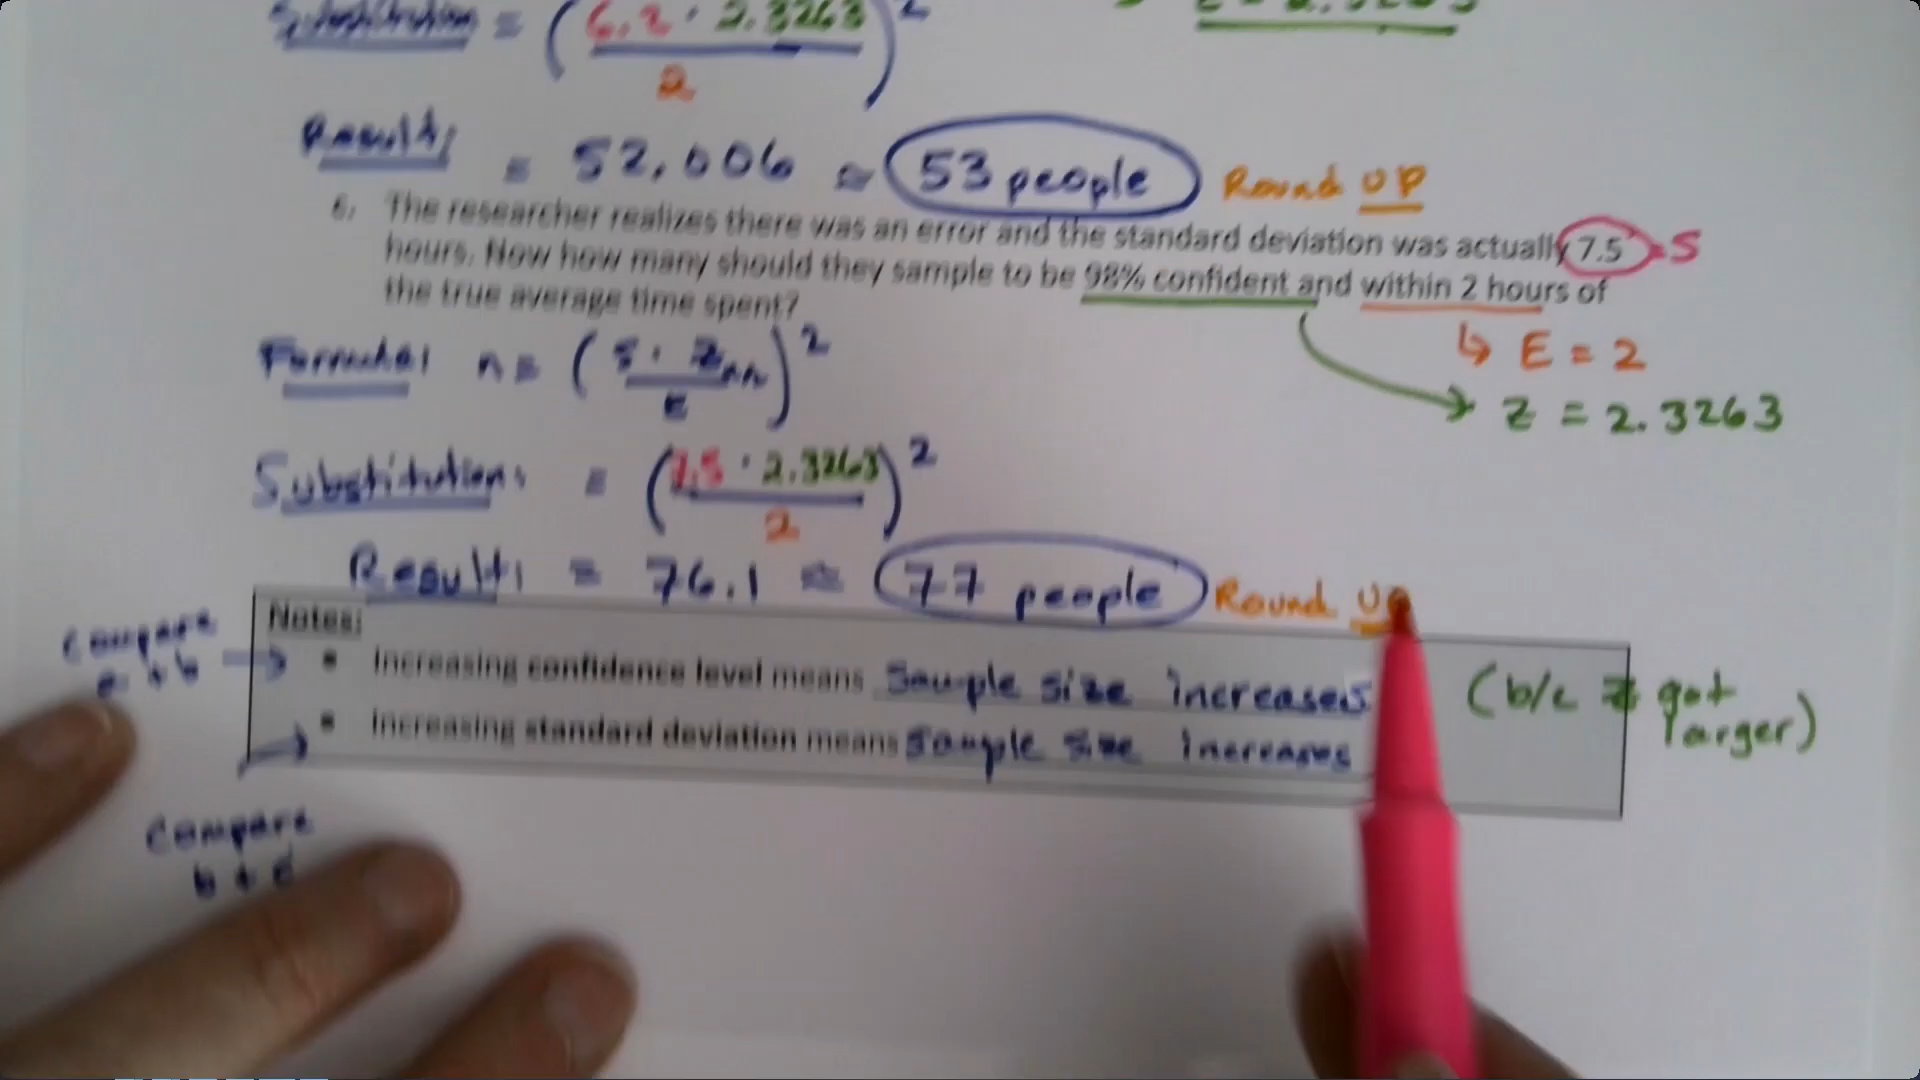 Substitution = (6.2 · 2.3263 / 2)²
Result: = 52.006 ≈ 53 people Round UP
The researcher realizes there was an error and the standard deviation was actually 7.5 = S
hours. Now how many should they sample to be 98% confident and within 2 hours of
the true average time spent?
↳ E = 2
Formula: n = (S · Z / E)²
Z = 2.3263
Substitution: = (7.5 · 2.3263 / 2)²
Result: = 76.1 ≈ 77 people Round UP
Notes:
Compare
• Increasing confidence level means Sample size increases (b/c z got
larger)
• Increasing standard deviation means Sample size increases
Compare